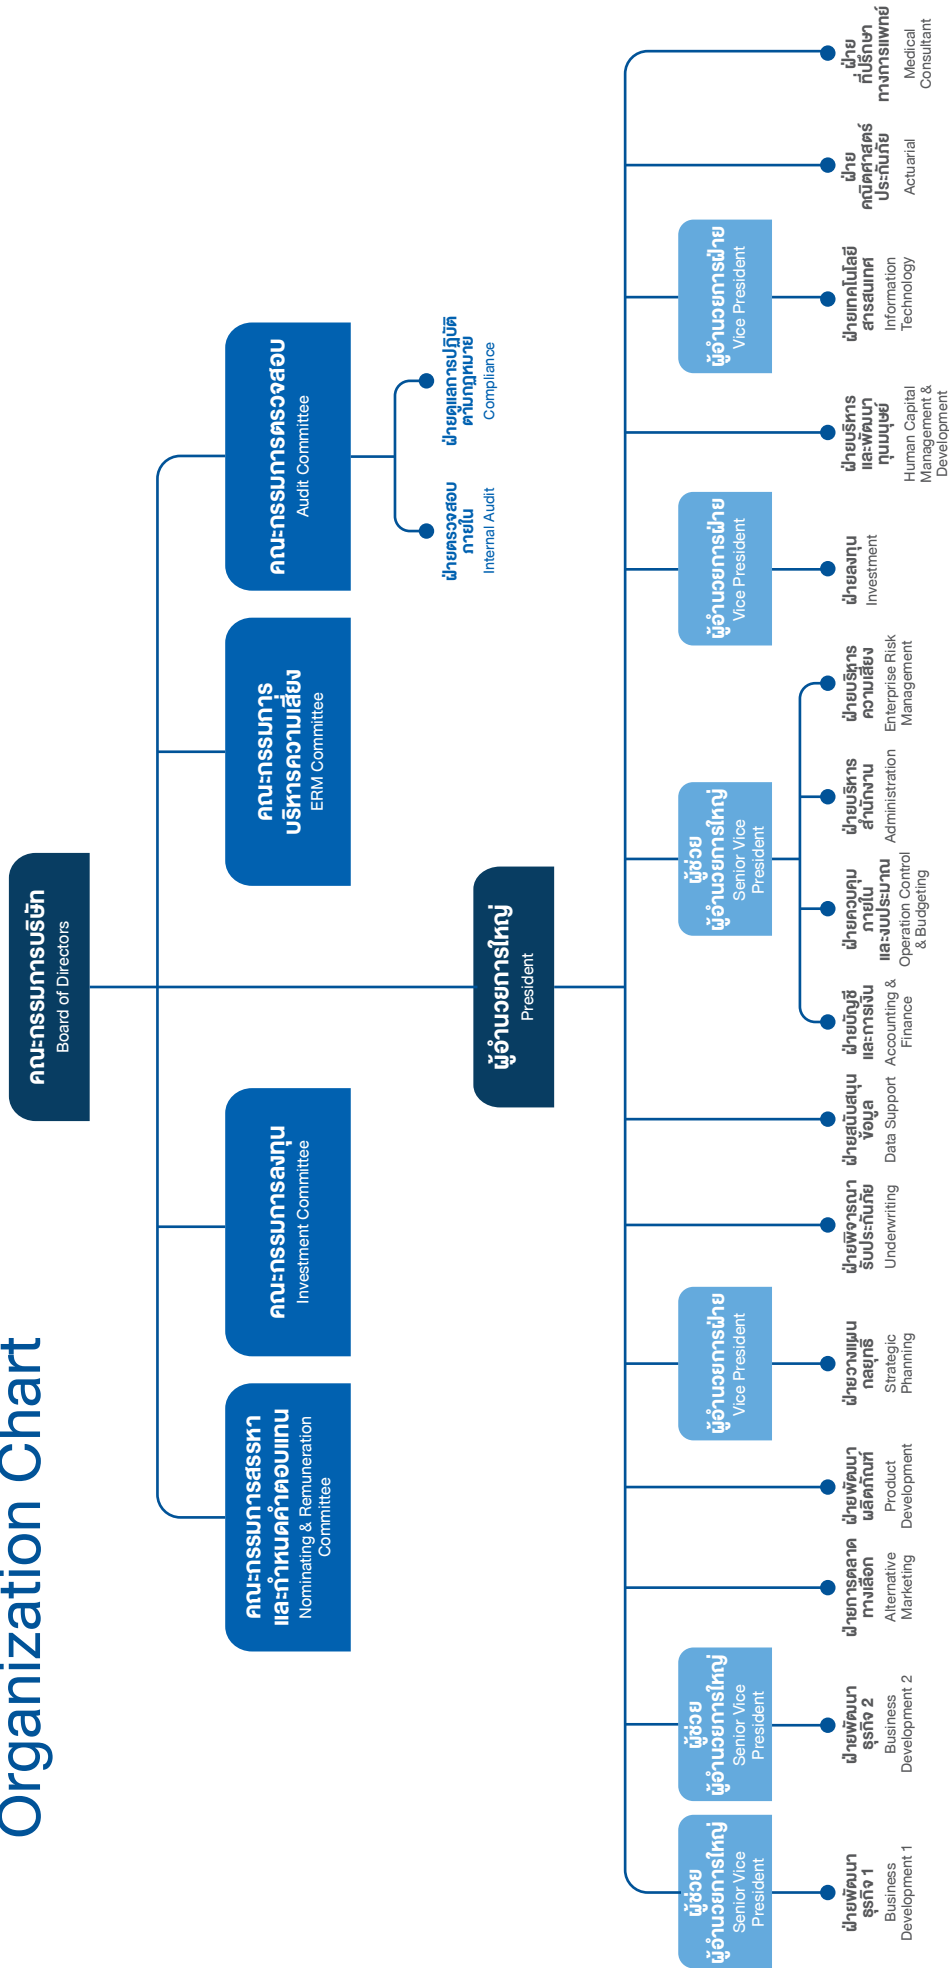 Organization Chart
คณะกรรมการบริษัท
Board of Directors
คณะกรรมการสรรหา
และกำหนดค่าตอบแทน
Nominating & Remuneration
Committee
คณะกรรมการลงทุน
Investment Committee
คณะกรรมการ
บริหารความเสี่ยง
ERM Committee
คณะกรรมการตรวจสอบ
Audit Committee
ฝ่ายตรวจสอบ
ภายใน
Internal Audit
ฝ่ายดูแลการปฏิบัติ
ตามกฎหมาย
Compliance
ผู้อำนวยการใหญ่
President
ผู้ช่วย
ผู้อำนวยการใหญ่
Senior Vice
President
ผู้ช่วย
ผู้อำนวยการใหญ่
Senior Vice
President
ผู้อำนวยการฝ่าย
Vice President
ผู้ช่วย
ผู้อำนวยการใหญ่
Senior Vice
President
ผู้อำนวยการฝ่าย
Vice President
ผู้อำนวยการฝ่าย
Vice President
ฝ่ายพัฒนา
ธุรกิจ 1
Business
Development 1
ฝ่ายพัฒนา
ธุรกิจ 2
Business
Development 2
ฝ่ายการตลาด
ทางเลือก
Alternative
Marketing
ฝ่ายพัฒนา
ผลิตภัณฑ์
Product
Development
ฝ่ายวางแผน
กลยุทธ์
Strategic
Phanning
ฝ่ายพิจารณา
รับประกันภัย
Underwriting
ฝ่ายสนับสนุน
ข้อมูล
Data Support
ฝ่ายบัญชี
และการเงิน
Accounting &
Finance
ฝ่ายควบคุม
ภายใน
และงบประมาณ
Operation Control
& Budgeting
ฝ่ายบริหาร
สำนักงาน
Administration
ฝ่ายบริหาร
ความเสี่ยง
Enterprise Risk
Management
ฝ่ายลงทุน
Investment
ฝ่ายบริหาร
และพัฒนา
ทุนมนุษย์
Human Capital
Management &
Development
ฝ่ายเทคโนโลยี
สารสนเทศ
Information
Technology
ฝ่าย
คณิตศาสตร์
ประกันภัย
Actuarial
ฝ่าย
ที่ปรึกษา
ทางการแพทย์
Medical
Consultant